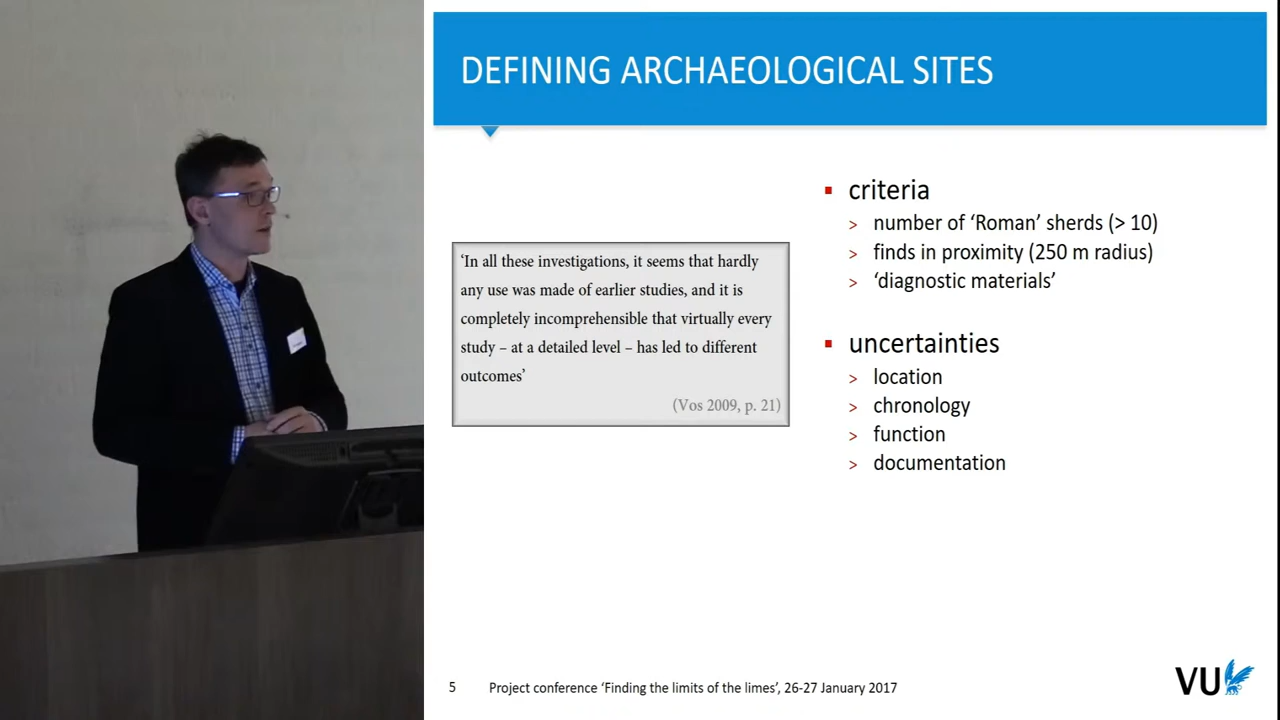 DEFINING ARCHAEOLOGICAL SITES
‘In all these investigations, it seems that hardly
any use was made of earlier studies, and it is
completely incomprehensible that virtually every
study – at a detailed level – has led to different
outcomes’
(Vos 2009, p. 21)
criteria
> number of ‘Roman’ sherds (> 10)
> finds in proximity (250 m radius)
> ‘diagnostic materials’
uncertainties
> location
> chronology
> function
> documentation
5 Project conference ‘Finding the limits of the limes’, 26-27 January 2017
VU